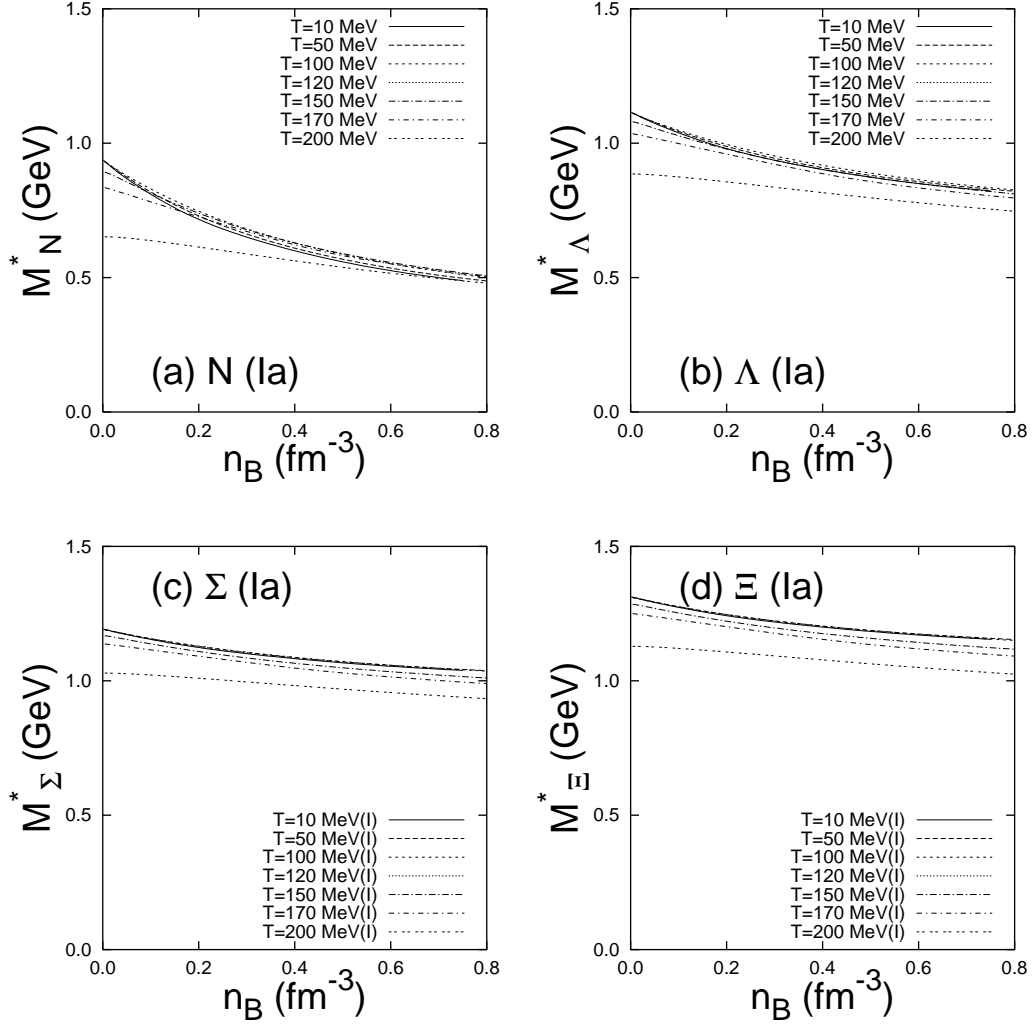 1.5
1.0
0.5
0.0
0.0 0.2 0.4 0.6 0.8
M*N (GeV)
nB (fm-3)
T=10 MeV
T=50 MeV
T=100 MeV
T=120 MeV
T=150 MeV
T=170 MeV
T=200 MeV
(a) N (Ia)
1.5
1.0
0.5
0.0
0.0 0.2 0.4 0.6 0.8
M*Λ (GeV)
nB (fm-3)
T=10 MeV
T=50 MeV
T=100 MeV
T=120 MeV
T=150 MeV
T=170 MeV
T=200 MeV
(b) Λ (Ia)
1.5
1.0
0.5
0.0
0.0 0.2 0.4 0.6 0.8
M*Σ (GeV)
nB (fm-3)
(c) Σ (Ia)
T=10 MeV(I)
T=50 MeV(I)
T=100 MeV(I)
T=120 MeV(I)
T=150 MeV(I)
T=170 MeV(I)
T=200 MeV(I)
1.5
1.0
0.5
0.0
0.0 0.2 0.4 0.6 0.8
M*Ξ (GeV)
nB (fm-3)
(d) Ξ (Ia)
T=10 MeV(I)
T=50 MeV(I)
T=100 MeV(I)
T=120 MeV(I)
T=150 MeV(I)
T=170 MeV(I)
T=200 MeV(I)